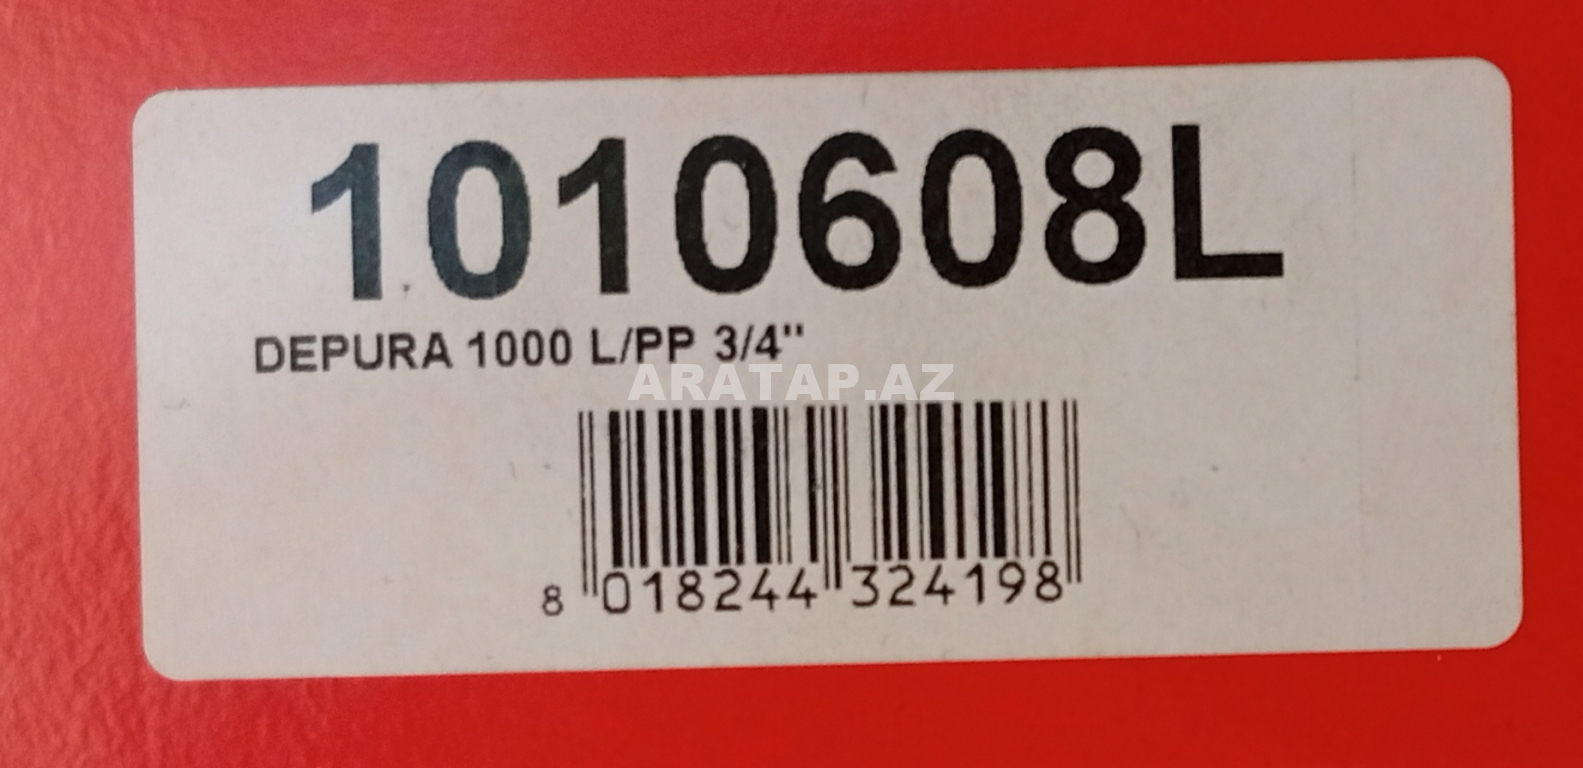 1010608L
DEPURA 1000 L/PP 3/4"
ARATAP.AZ
8 018244 324198